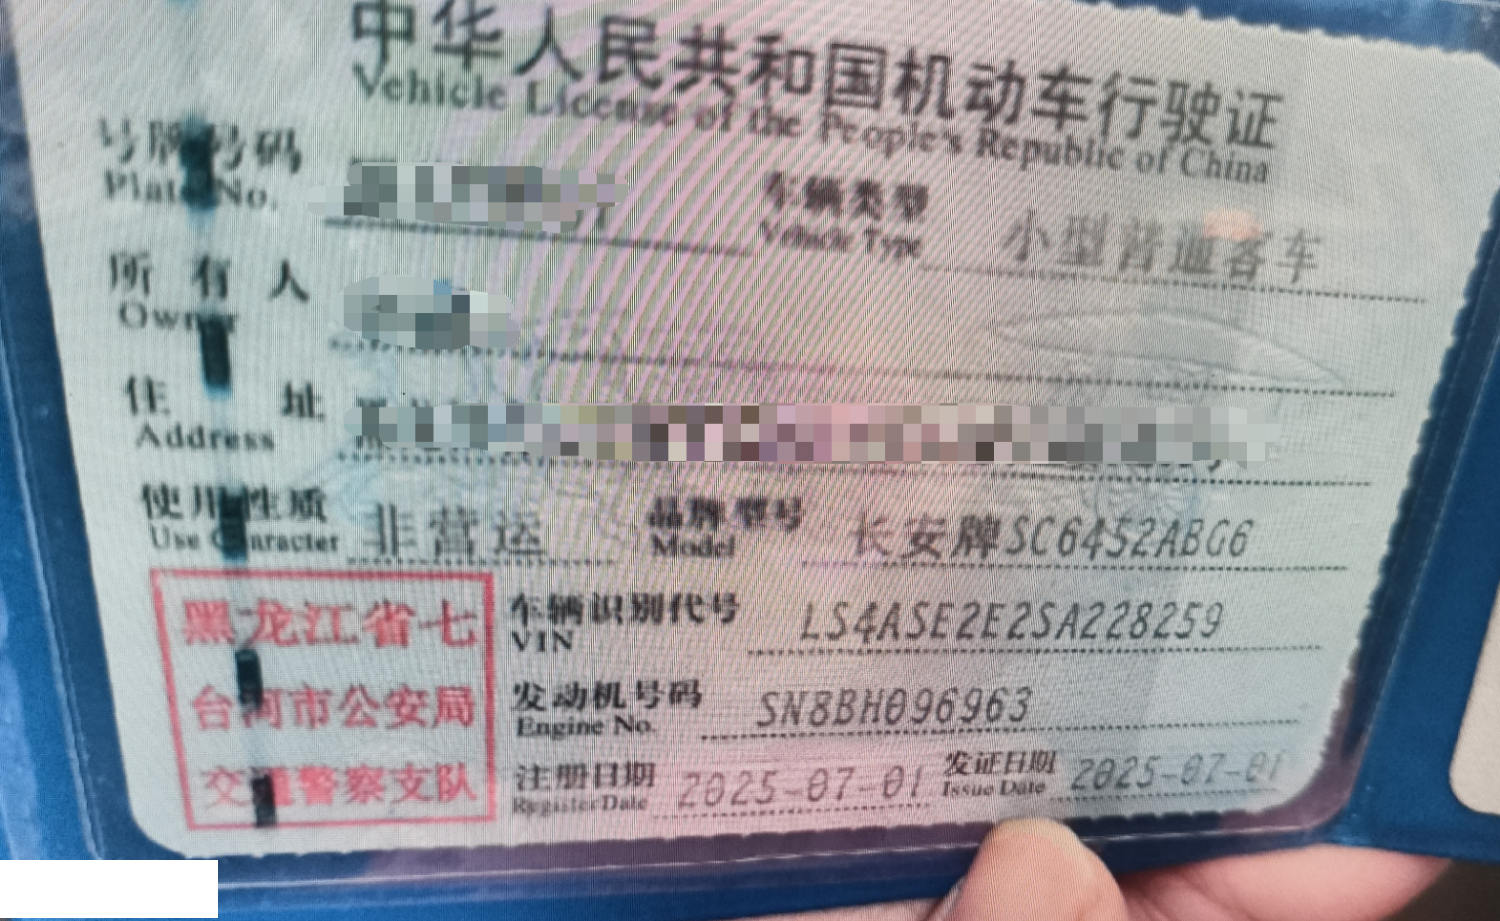 中华人民共和国机动车行驶证
Vehicle License of the People's Republic of China
号牌号码
Plate No.
车辆类型 小型普通客车
Vehicle Type
所有人
Owner
住址
Address
使用性质 非营运
Use Character
品牌型号 长安牌SC6452ABG6
Model
黑龙江省七
台河市公安局
交通警察支队
车辆识别代号 LS4ASE2E2SA228259
VIN
发动机号码 SN8BH096963
Engine No.
注册日期 2025-07-01
Register Date
发证日期 2025-07-01
Issue Date